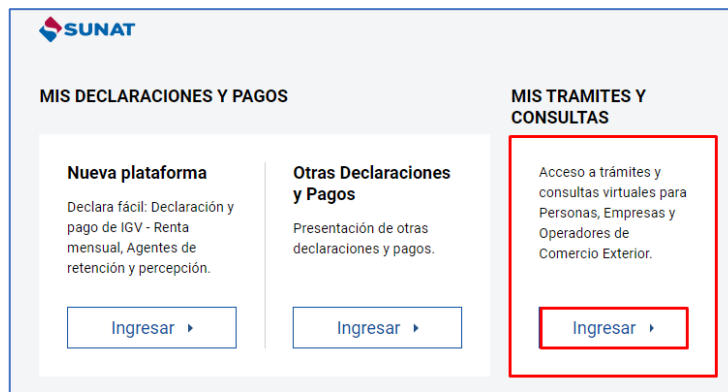 SUNAT
MIS DECLARACIONES Y PAGOS
Nueva plataforma
Declara fácil: Declaración y
pago de IGV - Renta
mensual, Agentes de
retención y percepción.
Ingresar
Otras Declaraciones
y Pagos
Presentación de otras
declaraciones y pagos.
Ingresar
MIS TRAMITES Y
CONSULTAS
Acceso a trámites y
consultas virtuales para
Personas, Empresas y
Operadores de
Comercio Exterior.
Ingresar